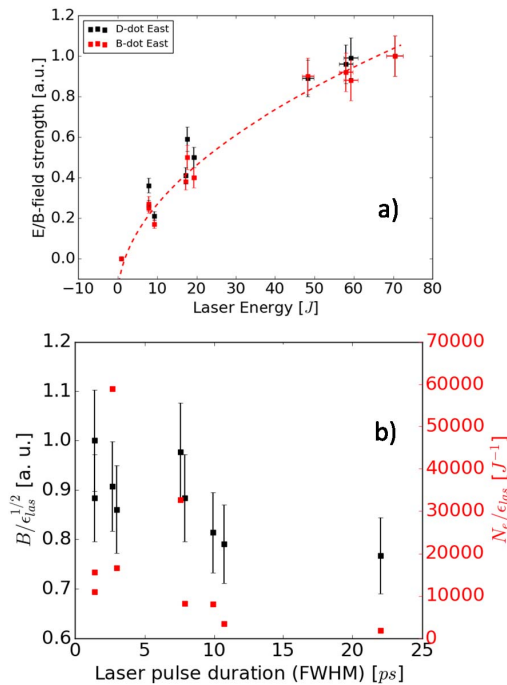 D-dot East
B-dot East
1.2
1.0
0.8
0.6
0.4
0.2
0.0
E/B-field strength [a.u.]
a)
−10 0 10 20 30 40 50 60 70 80
Laser Energy [J]
1.2
1.1
1.0
0.9
0.8
0.7
0.6
B/ϵ_las^1/2 [a. u.]
b)
70000
60000
50000
40000
30000
20000
10000
0
N_e/ϵ_las [J⁻¹]
0 5 10 15 20 25
Laser pulse duration (FWHM) [ps]